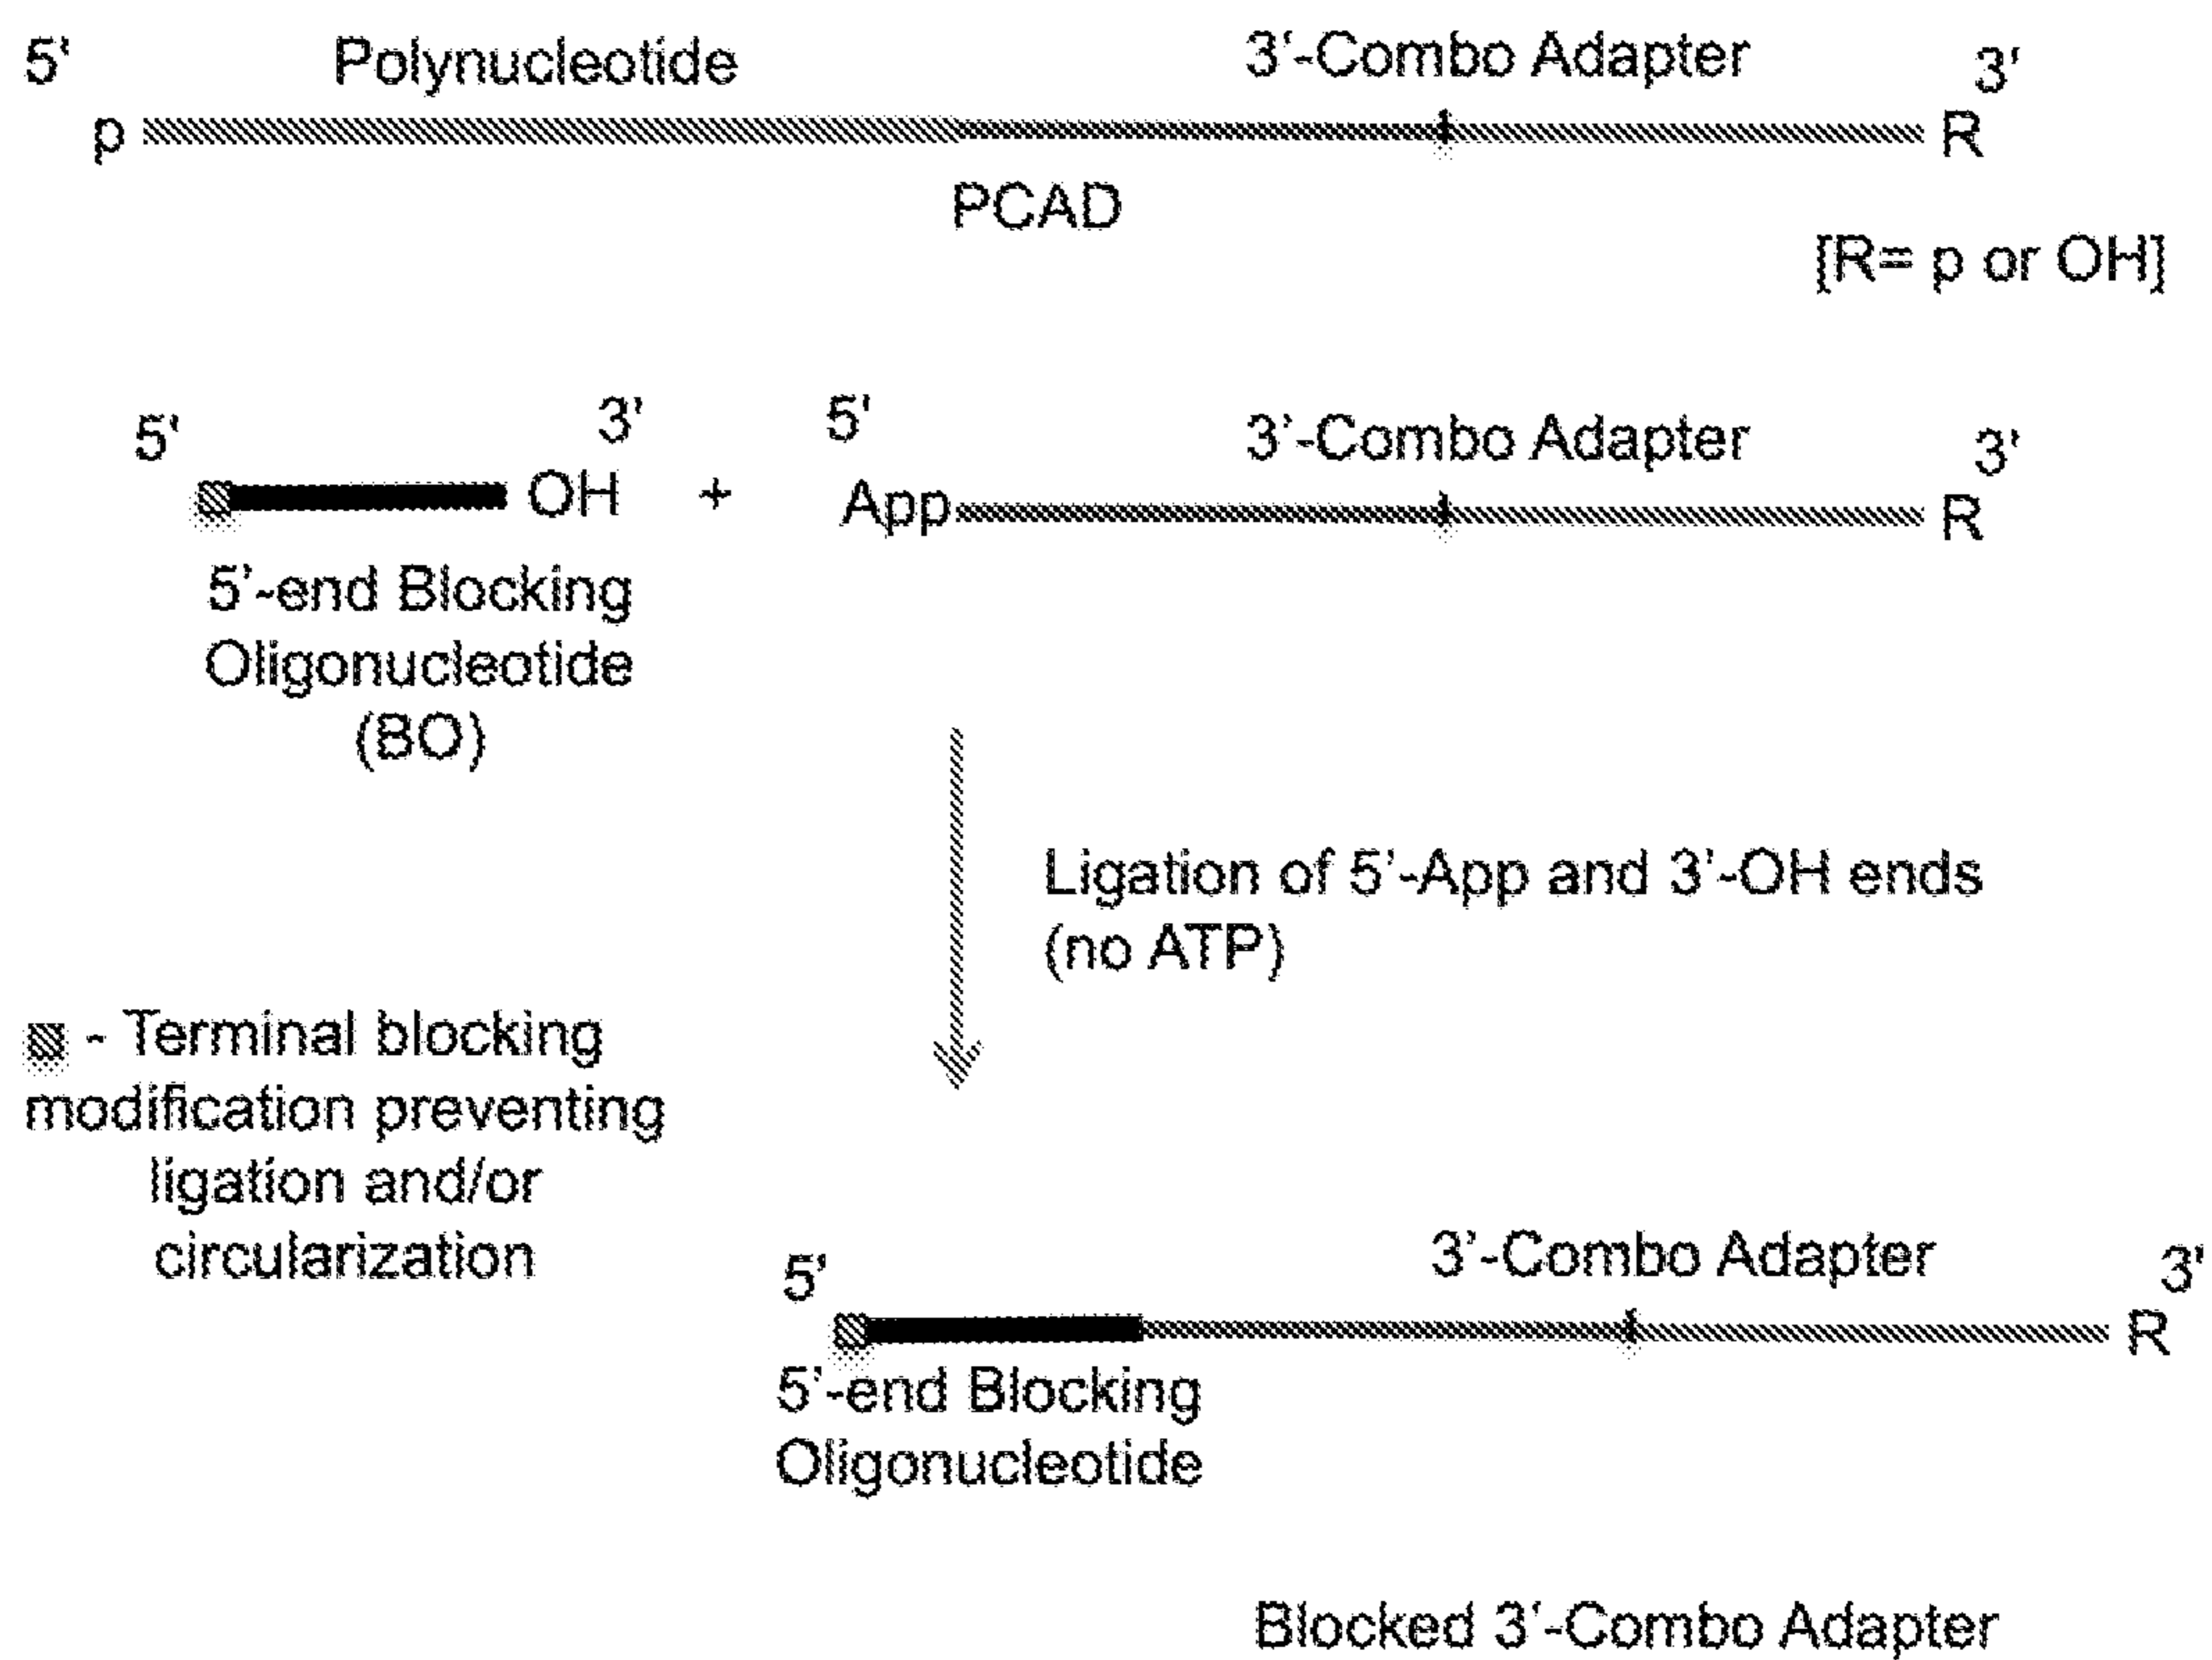 5' Polynucleotide 3'-Combo Adapter 3'
p R
PCAD
[R= p or OH]
5' 3' 5' 3'-Combo Adapter 3'
OH + App R
5'-end Blocking
Oligonucleotide
(BO)
Ligation of 5'-App and 3'-OH ends
(no ATP)
- Terminal blocking
modification preventing
ligation and/or
circularization
5' 3'-Combo Adapter 3'
R
5'-end Blocking
Oligonucleotide
Blocked 3'-Combo Adapter